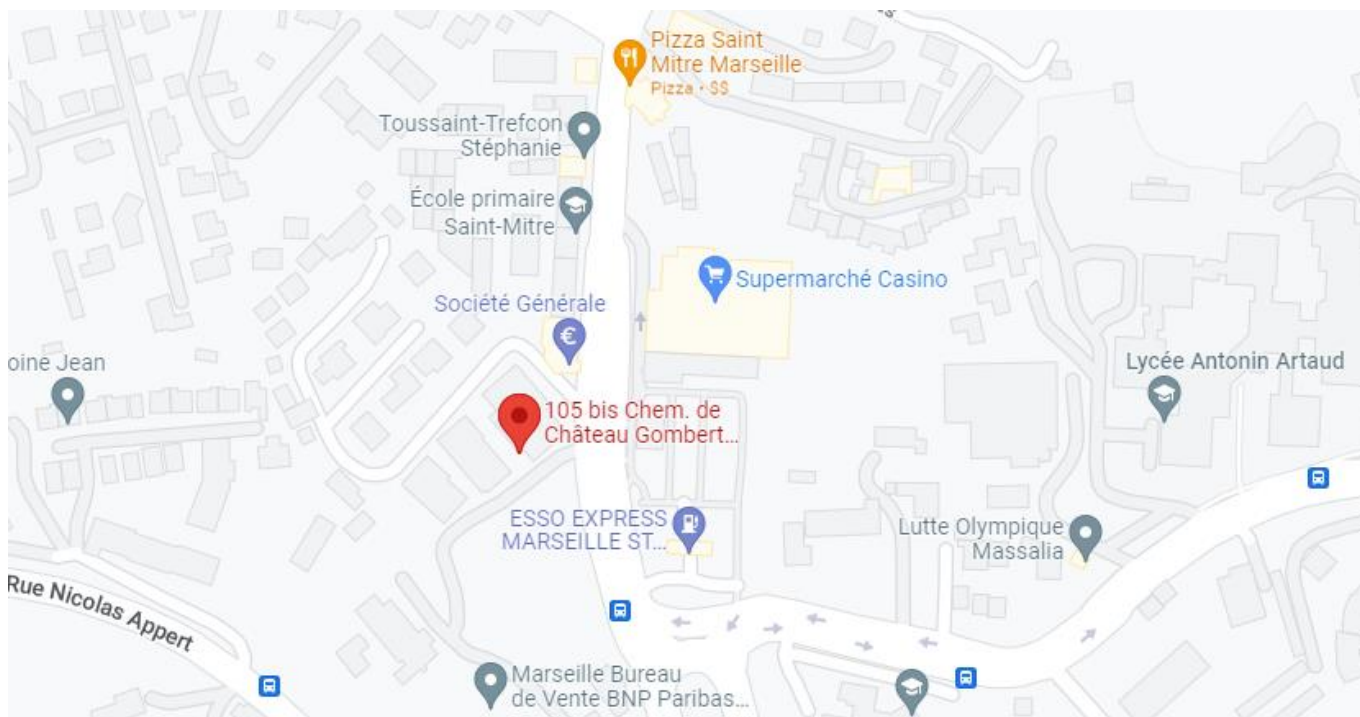 Pizza Saint
Mitre Marseille
Pizza · $$
Toussaint-Trefcon
Stéphanie
École primaire
Saint-Mitre
Supermarché Casino
Société Générale
€
oine Jean
Lycée Antonin Artaud
105 bis Chem. de
Château Gombert...
ESSO EXPRESS
MARSEILLE ST...
Lutte Olympique
Massalia
Rue Nicolas Appert
Marseille Bureau
de Vente BNP Paribas...